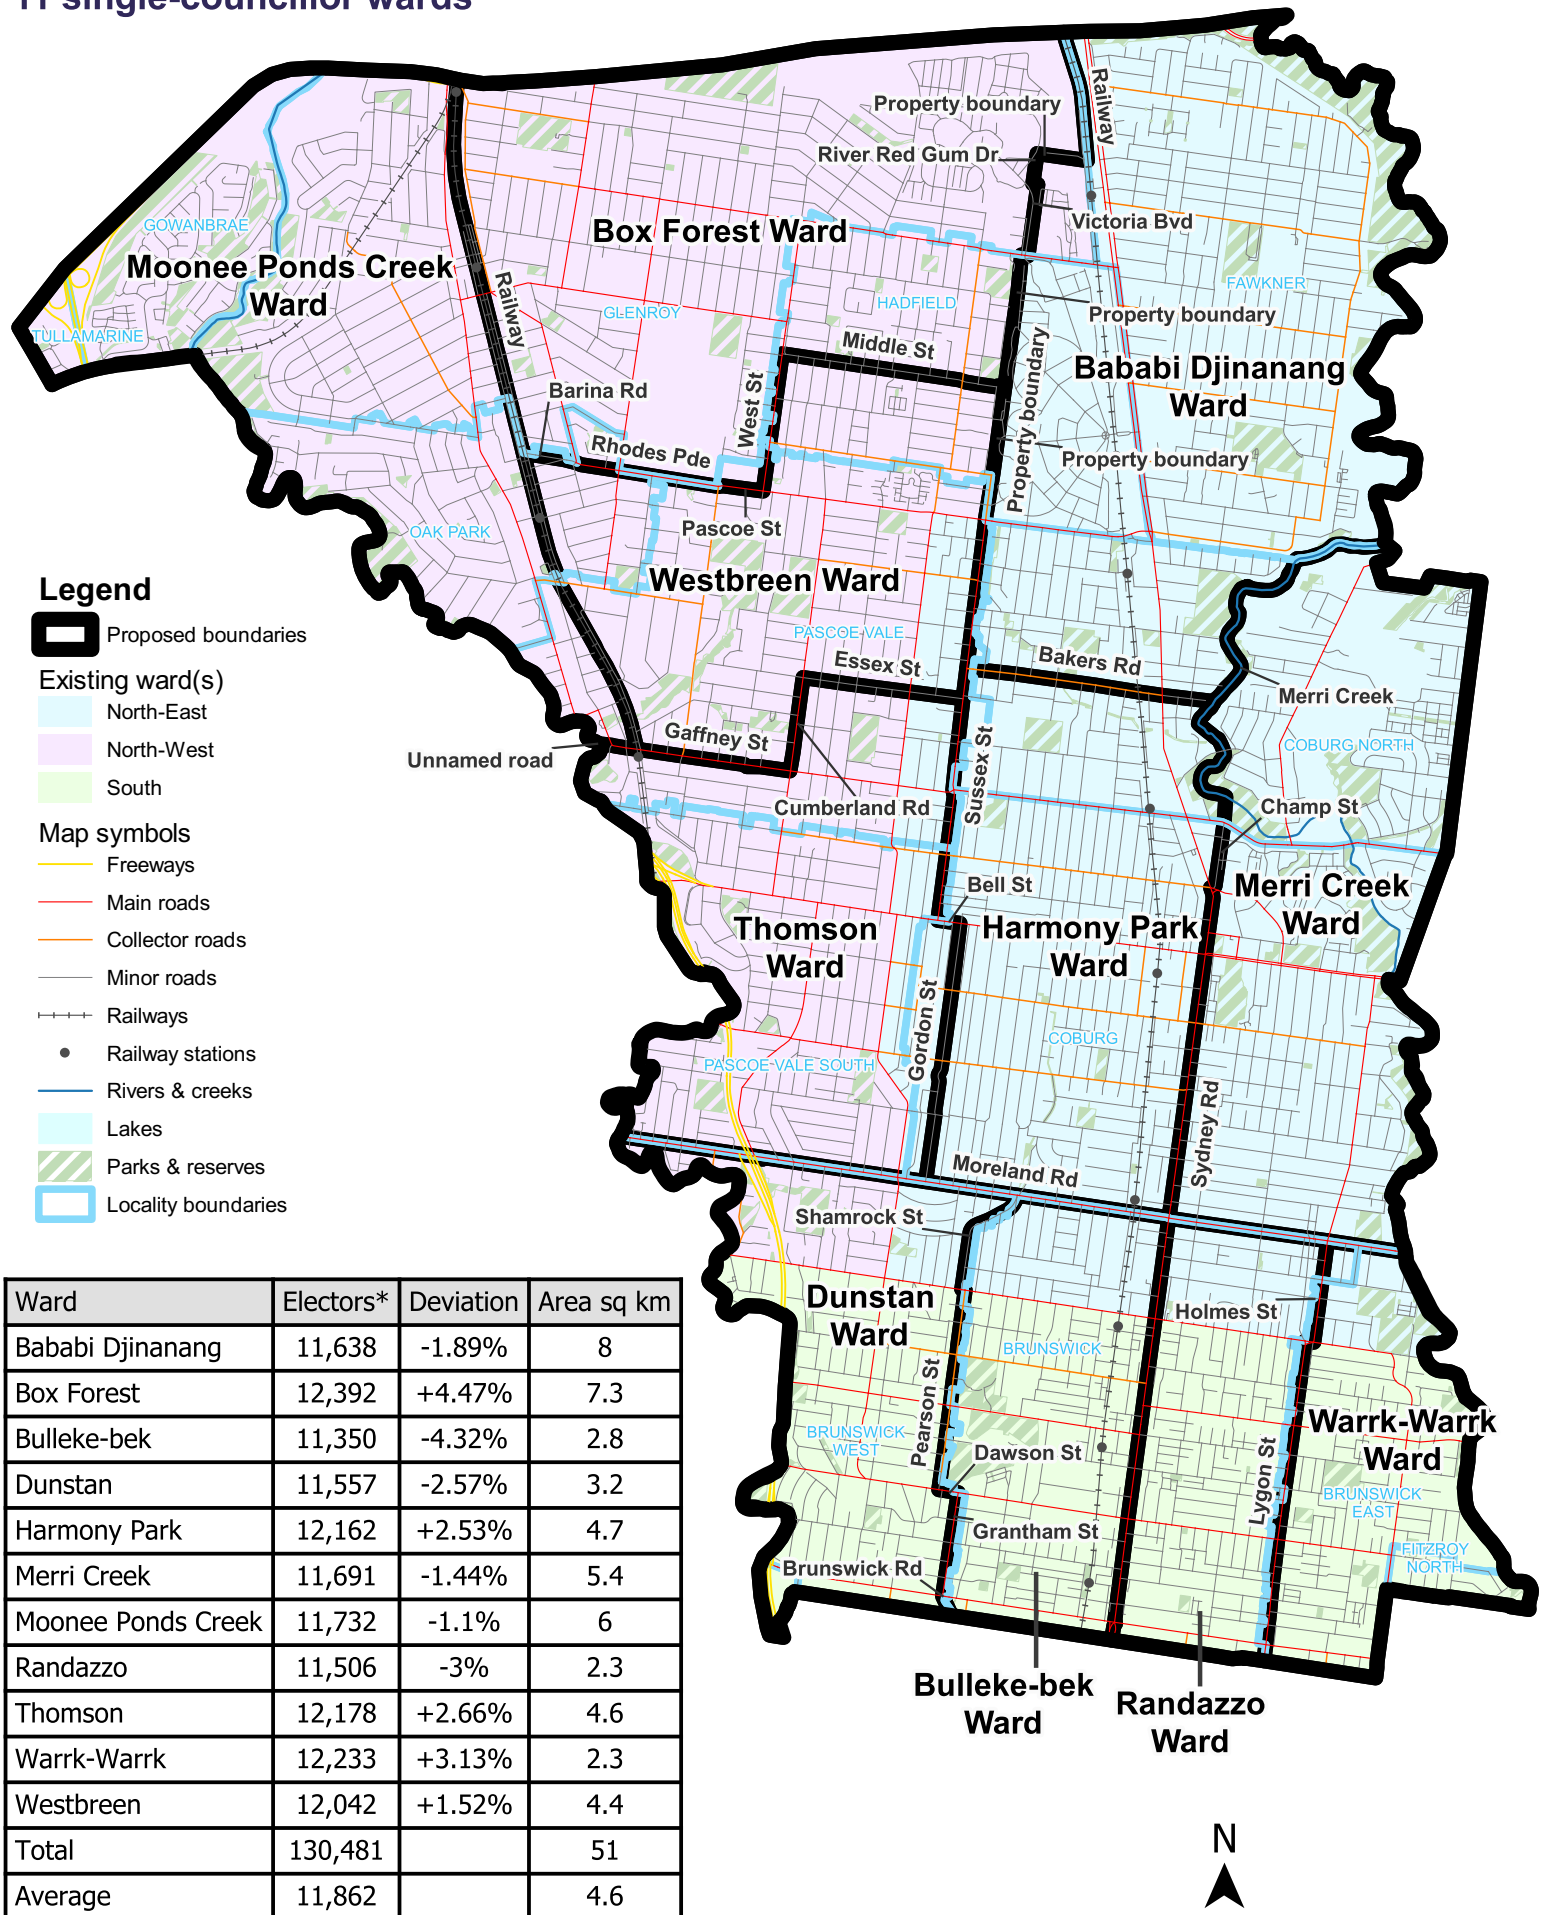 11 single-councillor wards
Property boundary
Railway
River Red Gum Dr
Victoria Bvd
Box Forest Ward
GOWANBRAE
Moonee Ponds Creek
Ward
Railway
FAWKNER
HADFIELD
GLENROY
Property boundary
TULLAMARINE
Middle St
Property boundary
Bababi Djinanang
Ward
Barina Rd
West St
Rhodes Pde
Property boundary
Pascoe St
OAK PARK
Westbreen Ward
PASCOE VALE
Essex St
Bakers Rd
Merri Creek
Gaffney St
Sussex St
COBURG NORTH
Unnamed road
Cumberland Rd
Champ St
Bell St
Merri Creek
Ward
Thomson
Ward
Harmony Park
Ward
Gordon St
COBURG
PASCOE VALE SOUTH
Sydney Rd
Moreland Rd
Shamrock St
Dunstan
Ward
Holmes St
BRUNSWICK
Pearson St
BRUNSWICK
WEST
Warrk-Warrk
Ward
Dawson St
Lygon St
BRUNSWICK
EAST
Grantham St
FITZROY
NORTH
Brunswick Rd
Bulleke-bek
Ward
Randazzo
Ward
Legend
Proposed boundaries
Existing ward(s)
North-East
North-West
South
Map symbols
Freeways
Main roads
Collector roads
Minor roads
Railways
Railway stations
Rivers & creeks
Lakes
Parks & reserves
Locality boundaries
Ward Electors* Deviation Area sq km
Bababi Djinanang 11,638 -1.89% 8
Box Forest 12,392 +4.47% 7.3
Bulleke-bek 11,350 -4.32% 2.8
Dunstan 11,557 -2.57% 3.2
Harmony Park 12,162 +2.53% 4.7
Merri Creek 11,691 -1.44% 5.4
Moonee Ponds Creek 11,732 -1.1% 6
Randazzo 11,506 -3% 2.3
Thomson 12,178 +2.66% 4.6
Warrk-Warrk 12,233 +3.13% 2.3
Westbreen 12,042 +1.52% 4.4
Total 130,481 51
Average 11,862 4.6
N